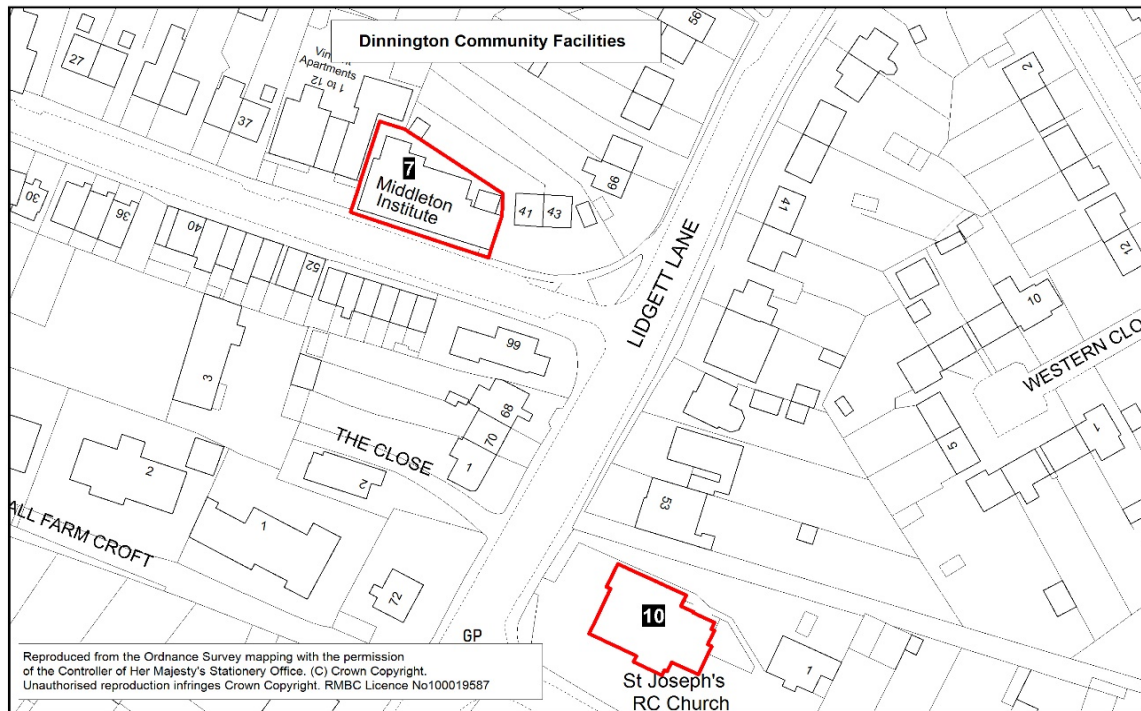 Dinnington Community Facilities
56
2
27
Apartments
1 to 12
37
7
Middleton
Institute
41 43
69
30
36
40
52
LIDGETT LANE
41
12
10
WESTERN CLO
66
3
68
70
1
THE CLOSE
2
2
1
ALL FARM CROFT
72
53
5
1
GP
10
1
St Joseph's
RC Church
Reproduced from the Ordnance Survey mapping with the permission
of the Controller of Her Majesty's Stationery Office. (C) Crown Copyright.
Unauthorised reproduction infringes Crown Copyright. RMBC Licence No100019587